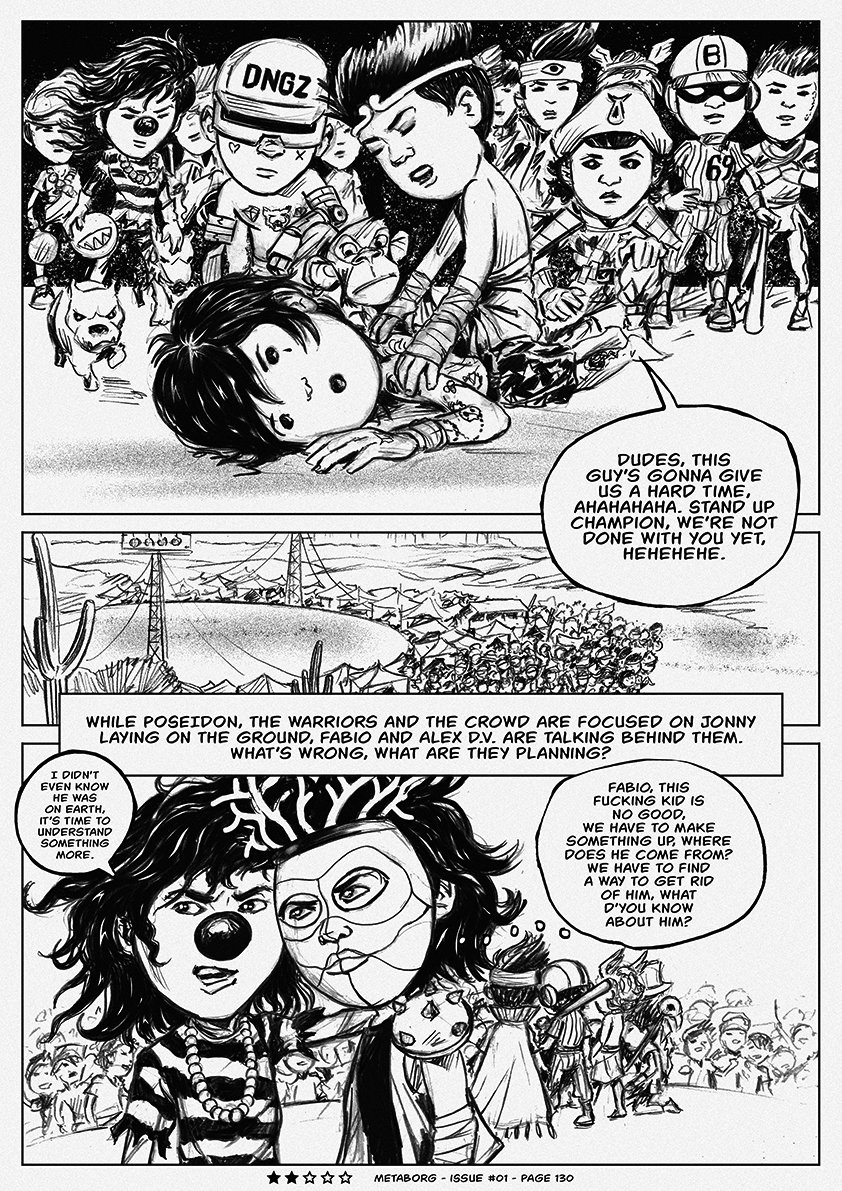 DNGZ
B
69
DUDES, THIS
GUY'S GONNA GIVE
US A HARD TIME,
AHAHAHAHA. STAND UP
CHAMPION, WE'RE NOT
DONE WITH YOU YET,
HEHEHEHE.
WHILE POSEIDON, THE WARRIORS AND THE CROWD ARE FOCUSED ON JONNY
LAYING ON THE GROUND, FABIO AND ALEX D.V. ARE TALKING BEHIND THEM.
WHAT'S WRONG, WHAT ARE THEY PLANNING?
I DIDN'T
EVEN KNOW
HE WAS
ON EARTH,
IT'S TIME TO
UNDERSTAND
SOMETHING
MORE.
FABIO, THIS
FUCKING KID IS
NO GOOD,
WE HAVE TO MAKE
SOMETHING UP, WHERE
DOES HE COME FROM?
WE HAVE TO FIND
A WAY TO GET RID
OF HIM, WHAT
D'YOU KNOW
ABOUT HIM?
METABORG - ISSUE #01 - PAGE 130